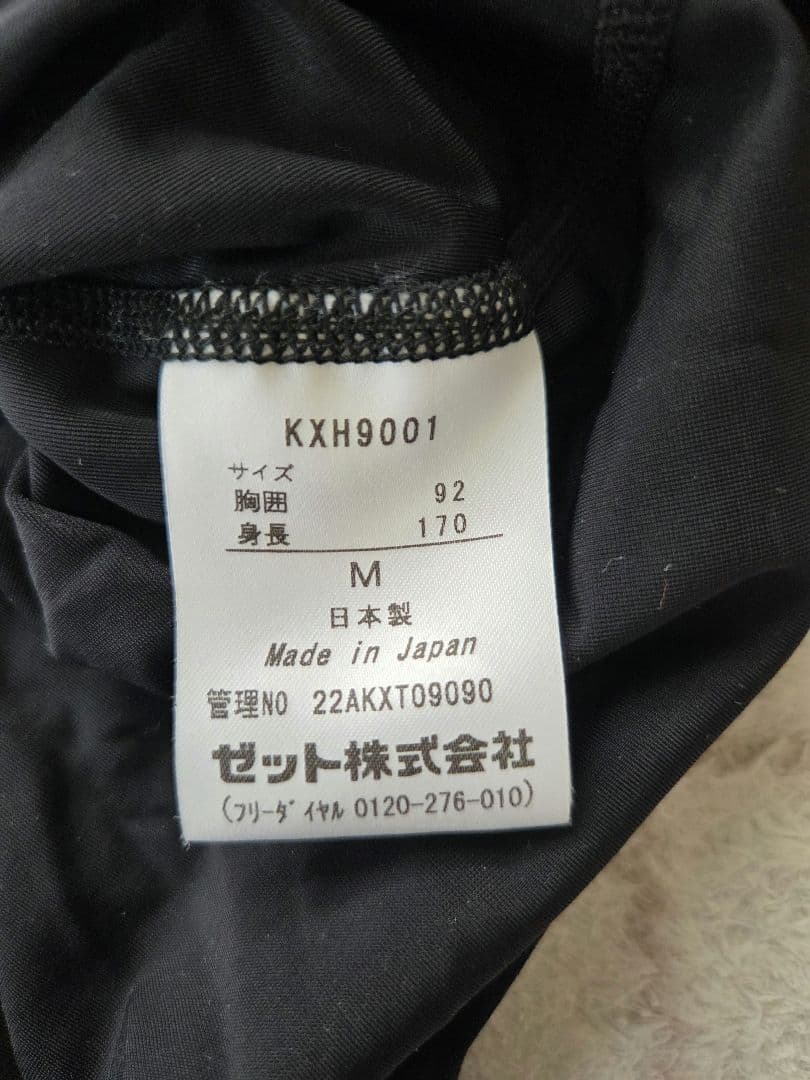 KXH9001
サイズ
胸囲 92
身長 170
M
日本製
Made in Japan
管理NO 22AKXT09090
ゼット株式会社
(フリーダイヤル 0120-276-010)